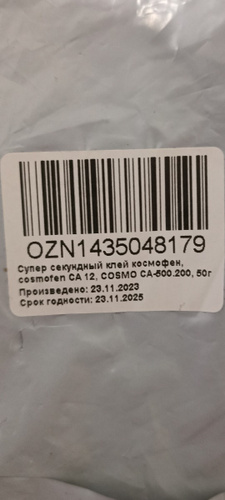 OZN1435048179
Супер секундный клей космофен,
cosmofen CA 12, COSMO CA-500.200, 50г
Произведено: 23.11.2023
Срок годности: 23.11.2025